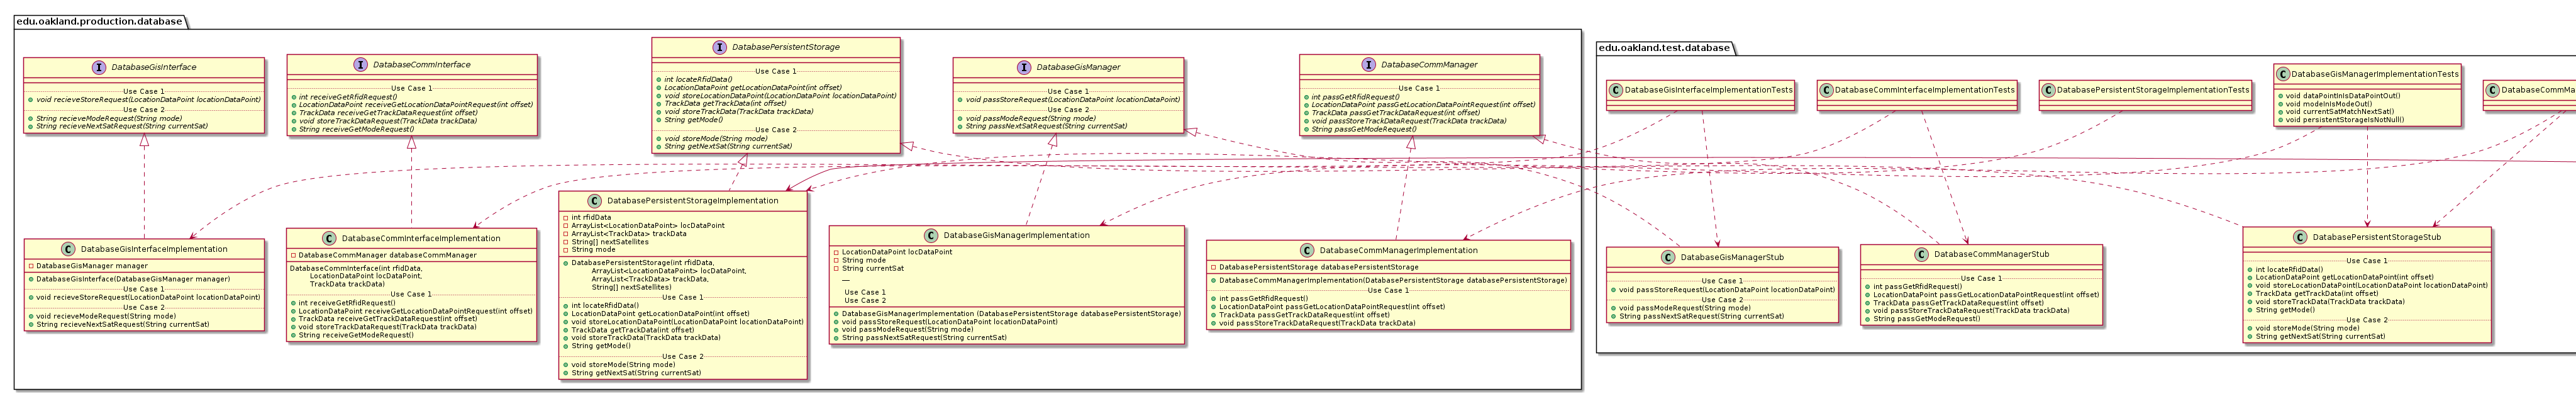 edu.oakland.production.database
I DatabaseGisInterface
Use Case 1
void recieveStoreRequest(LocationDataPoint locationDataPoint)
Use Case 2
String recieveModeRequest(String mode)
String recieveNextSatRequest(String currentSat)
I DatabaseCommInterface
Use Case 1
int receiveGetRfidRequest()
LocationDataPoint receiveGetLocationDataPointRequest(int offset)
TrackData receiveGetTrackDataRequest(int offset)
void storeTrackDataRequest(TrackData trackData)
String receiveGetModeRequest()
I DatabasePersistentStorage
Use Case 1
int locateRfidData()
LocationDataPoint getLocationDataPoint(int offset)
void storeLocationDataPoint(LocationDataPoint locationDataPoint)
TrackData getTrackData(int offset)
void storeTrackData(TrackData trackData)
String getMode()
Use Case 2
void storeMode(String mode)
String getNextSat(String currentSat)
I DatabaseGisManager
Use Case 1
void passStoreRequest(LocationDataPoint locationDataPoint)
Use Case 2
void passModeRequest(String mode)
String passNextSatRequest(String currentSat)
I DatabaseCommManager
Use Case 1
int passGetRfidRequest()
LocationDataPoint passGetLocationDataPointRequest(int offset)
TrackData passGetTrackDataRequest(int offset)
void passStoreTrackDataRequest(TrackData trackData)
String passGetModeRequest()
C DatabaseGisInterfaceImplementation
DatabaseGisManager manager
DatabaseGisInterface(DatabaseGisManager manager)
Use Case 1
void recieveStoreRequest(LocationDataPoint locationDataPoint)
Use Case 2
void recieveModeRequest(String mode)
String recieveNextSatRequest(String currentSat)
C DatabaseCommInterfaceImplementation
DatabaseCommManager databaseCommManager
DatabaseCommInterface(int rfidData,
LocationDataPoint locDataPoint,
TrackData trackData)
Use Case 1
int receiveGetRfidRequest()
LocationDataPoint receiveGetLocationDataPointRequest(int offset)
TrackData receiveGetTrackDataRequest(int offset)
void storeTrackDataRequest(TrackData trackData)
String receiveGetModeRequest()
C DatabasePersistentStorageImplementation
int rfidData
ArrayList<LocationDataPoint> locDataPoint
ArrayList<TrackData> trackData
String[] nextSatellites
String mode
DatabasePersistentStorage(int rfidData,
ArrayList<LocationDataPoint> locDataPoint,
ArrayList<TrackData> trackData,
String[] nextSatellites)
Use Case 1
int locateRfidData()
LocationDataPoint getLocationDataPoint(int offset)
void storeLocationDataPoint(LocationDataPoint locationDataPoint)
TrackData getTrackData(int offset)
void storeTrackData(TrackData trackData)
String getMode()
Use Case 2
void storeMode(String mode)
String getNextSat(String currentSat)
C DatabaseGisManagerImplementation
LocationDataPoint locDataPoint
String mode
String currentSat
Use Case 1
Use Case 2
DatabaseGisManagerImplementation (DatabasePersistentStorage databasePersistentStorage)
void passStoreRequest(LocationDataPoint locationDataPoint)
void passModeRequest(String mode)
String passNextSatRequest(String currentSat)
C DatabaseCommManagerImplementation
DatabasePersistentStorage databasePersistentStorage
DatabaseCommManagerImplementation(DatabasePersistentStorage databasePersistentStorage)
Use Case 1
int passGetRfidRequest()
LocationDataPoint passGetLocationDataPointRequest(int offset)
TrackData passGetTrackDataRequest(int offset)
void passStoreTrackDataRequest(TrackData trackData)
edu.oakland.test.database
C DatabaseGisInterfaceImplementationTests
C DatabaseCommInterfaceImplementationTests
C DatabasePersistentStorageImplementationTests
C DatabaseGisManagerImplementationTests
void dataPointInIsDataPointOut()
void modeInIsModeOut()
void currentSatMatchNextSat()
void persistentStorageIsNotNull()
C DatabaseCommMa
C DatabaseGisManagerStub
Use Case 1
void passStoreRequest(LocationDataPoint locationDataPoint)
Use Case 2
void passModeRequest(String mode)
String passNextSatRequest(String currentSat)
C DatabaseCommManagerStub
Use Case 1
int passGetRfidRequest()
LocationDataPoint passGetLocationDataPointRequest(int offset)
TrackData passGetTrackDataRequest(int offset)
void passStoreTrackDataRequest(TrackData trackData)
String passGetModeRequest()
C DatabasePersistentStorageStub
Use Case 1
int locateRfidData()
LocationDataPoint getLocationDataPoint(int offset)
void storeLocationDataPoint(LocationDataPoint locationDataPoint)
TrackData getTrackData(int offset)
void storeTrackData(TrackData trackData)
String getMode()
Use Case 2
void storeMode(String mode)
String getNextSat(String currentSat)